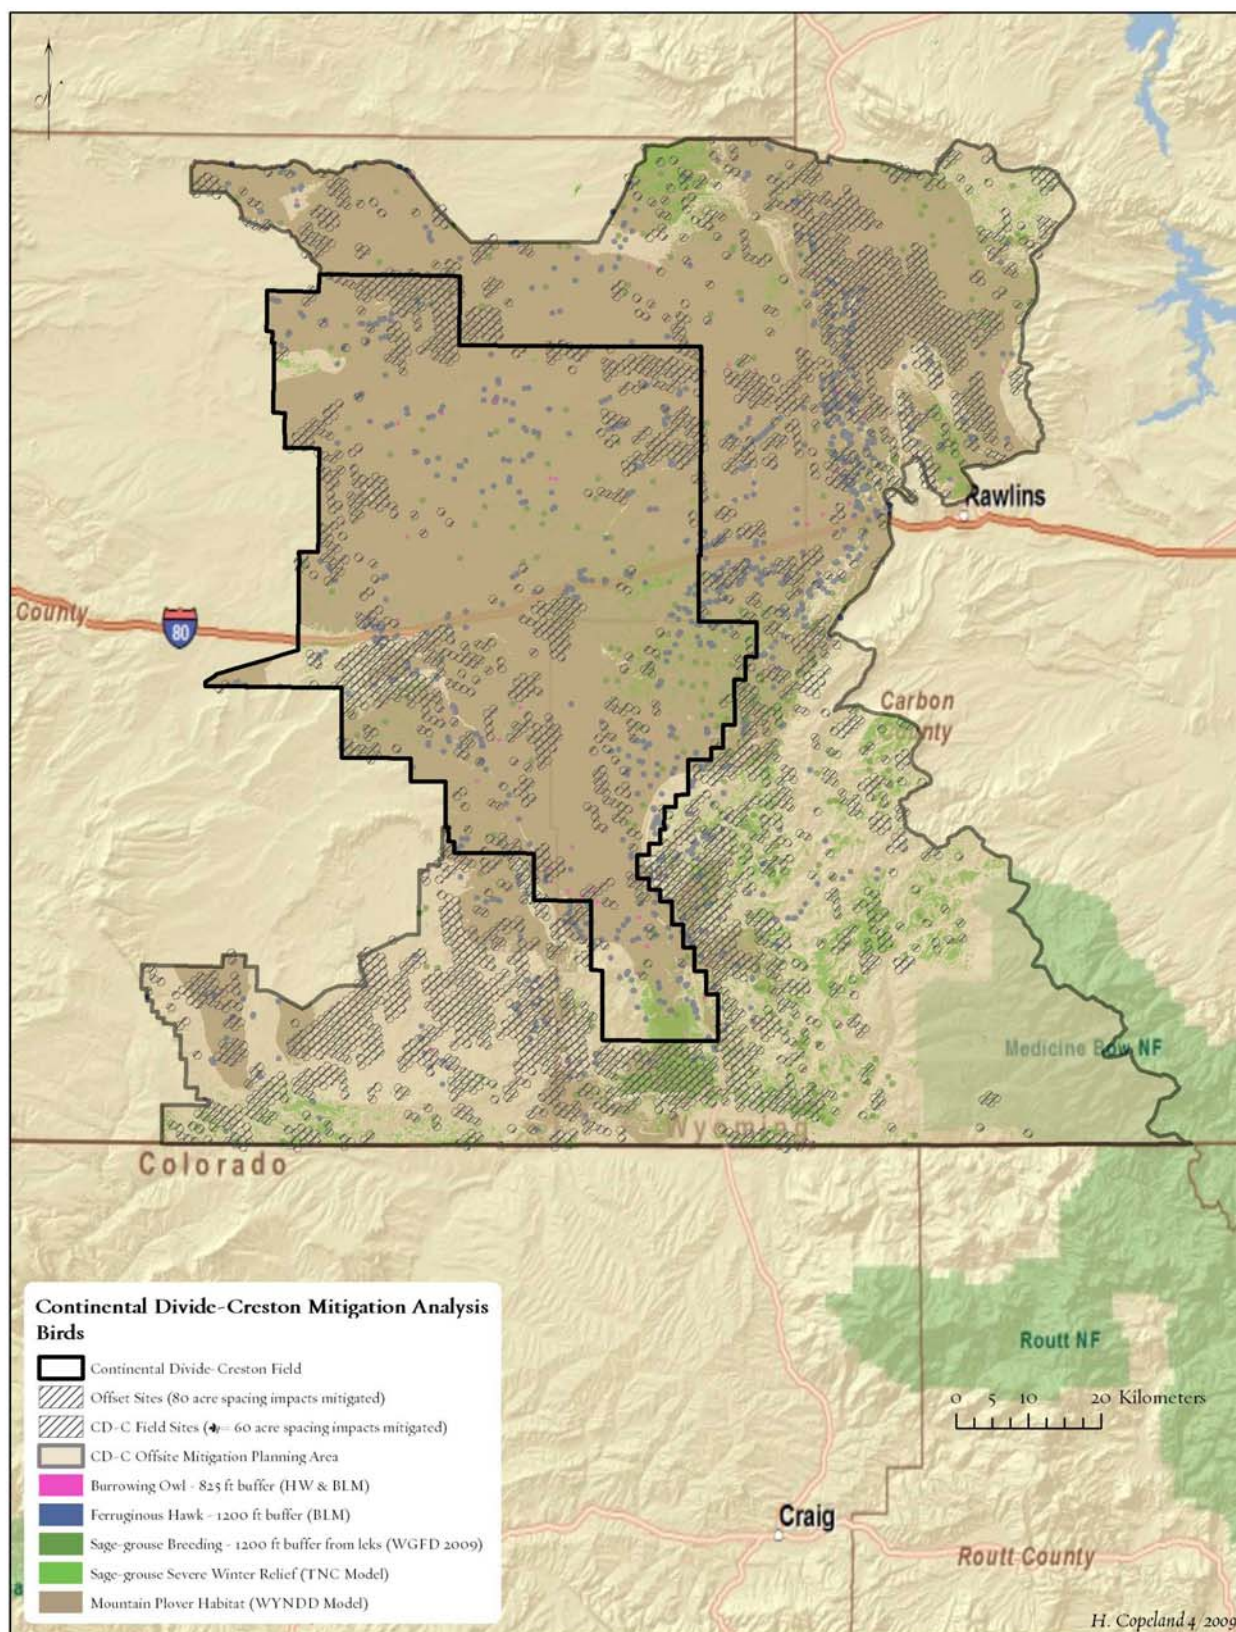 Rawlins
County
80
Carbon
County
Medicine Bow NF
Wyoming
Colorado
Continental Divide-Creston Mitigation Analysis
Birds
Continental Divide-Creston Field
Offset Sites (80 acre spacing impacts mitigated)
CD-C Field Sites ( = 60 acre spacing impacts mitigated)
CD-C Offsite Mitigation Planning Area
Burrowing Owl - 825 ft buffer (HW & BLM)
Ferruginous Hawk - 1200 ft buffer (BLM)
Sage-grouse Breeding - 1200 ft buffer from leks (WGFD 2009)
Sage-grouse Severe Winter Relief (TNC Model)
Mountain Plover Habitat (WYNDD Model)
Routt NF
0 5 10 20 Kilometers
Craig
Routt County
H. Copeland 4/2009